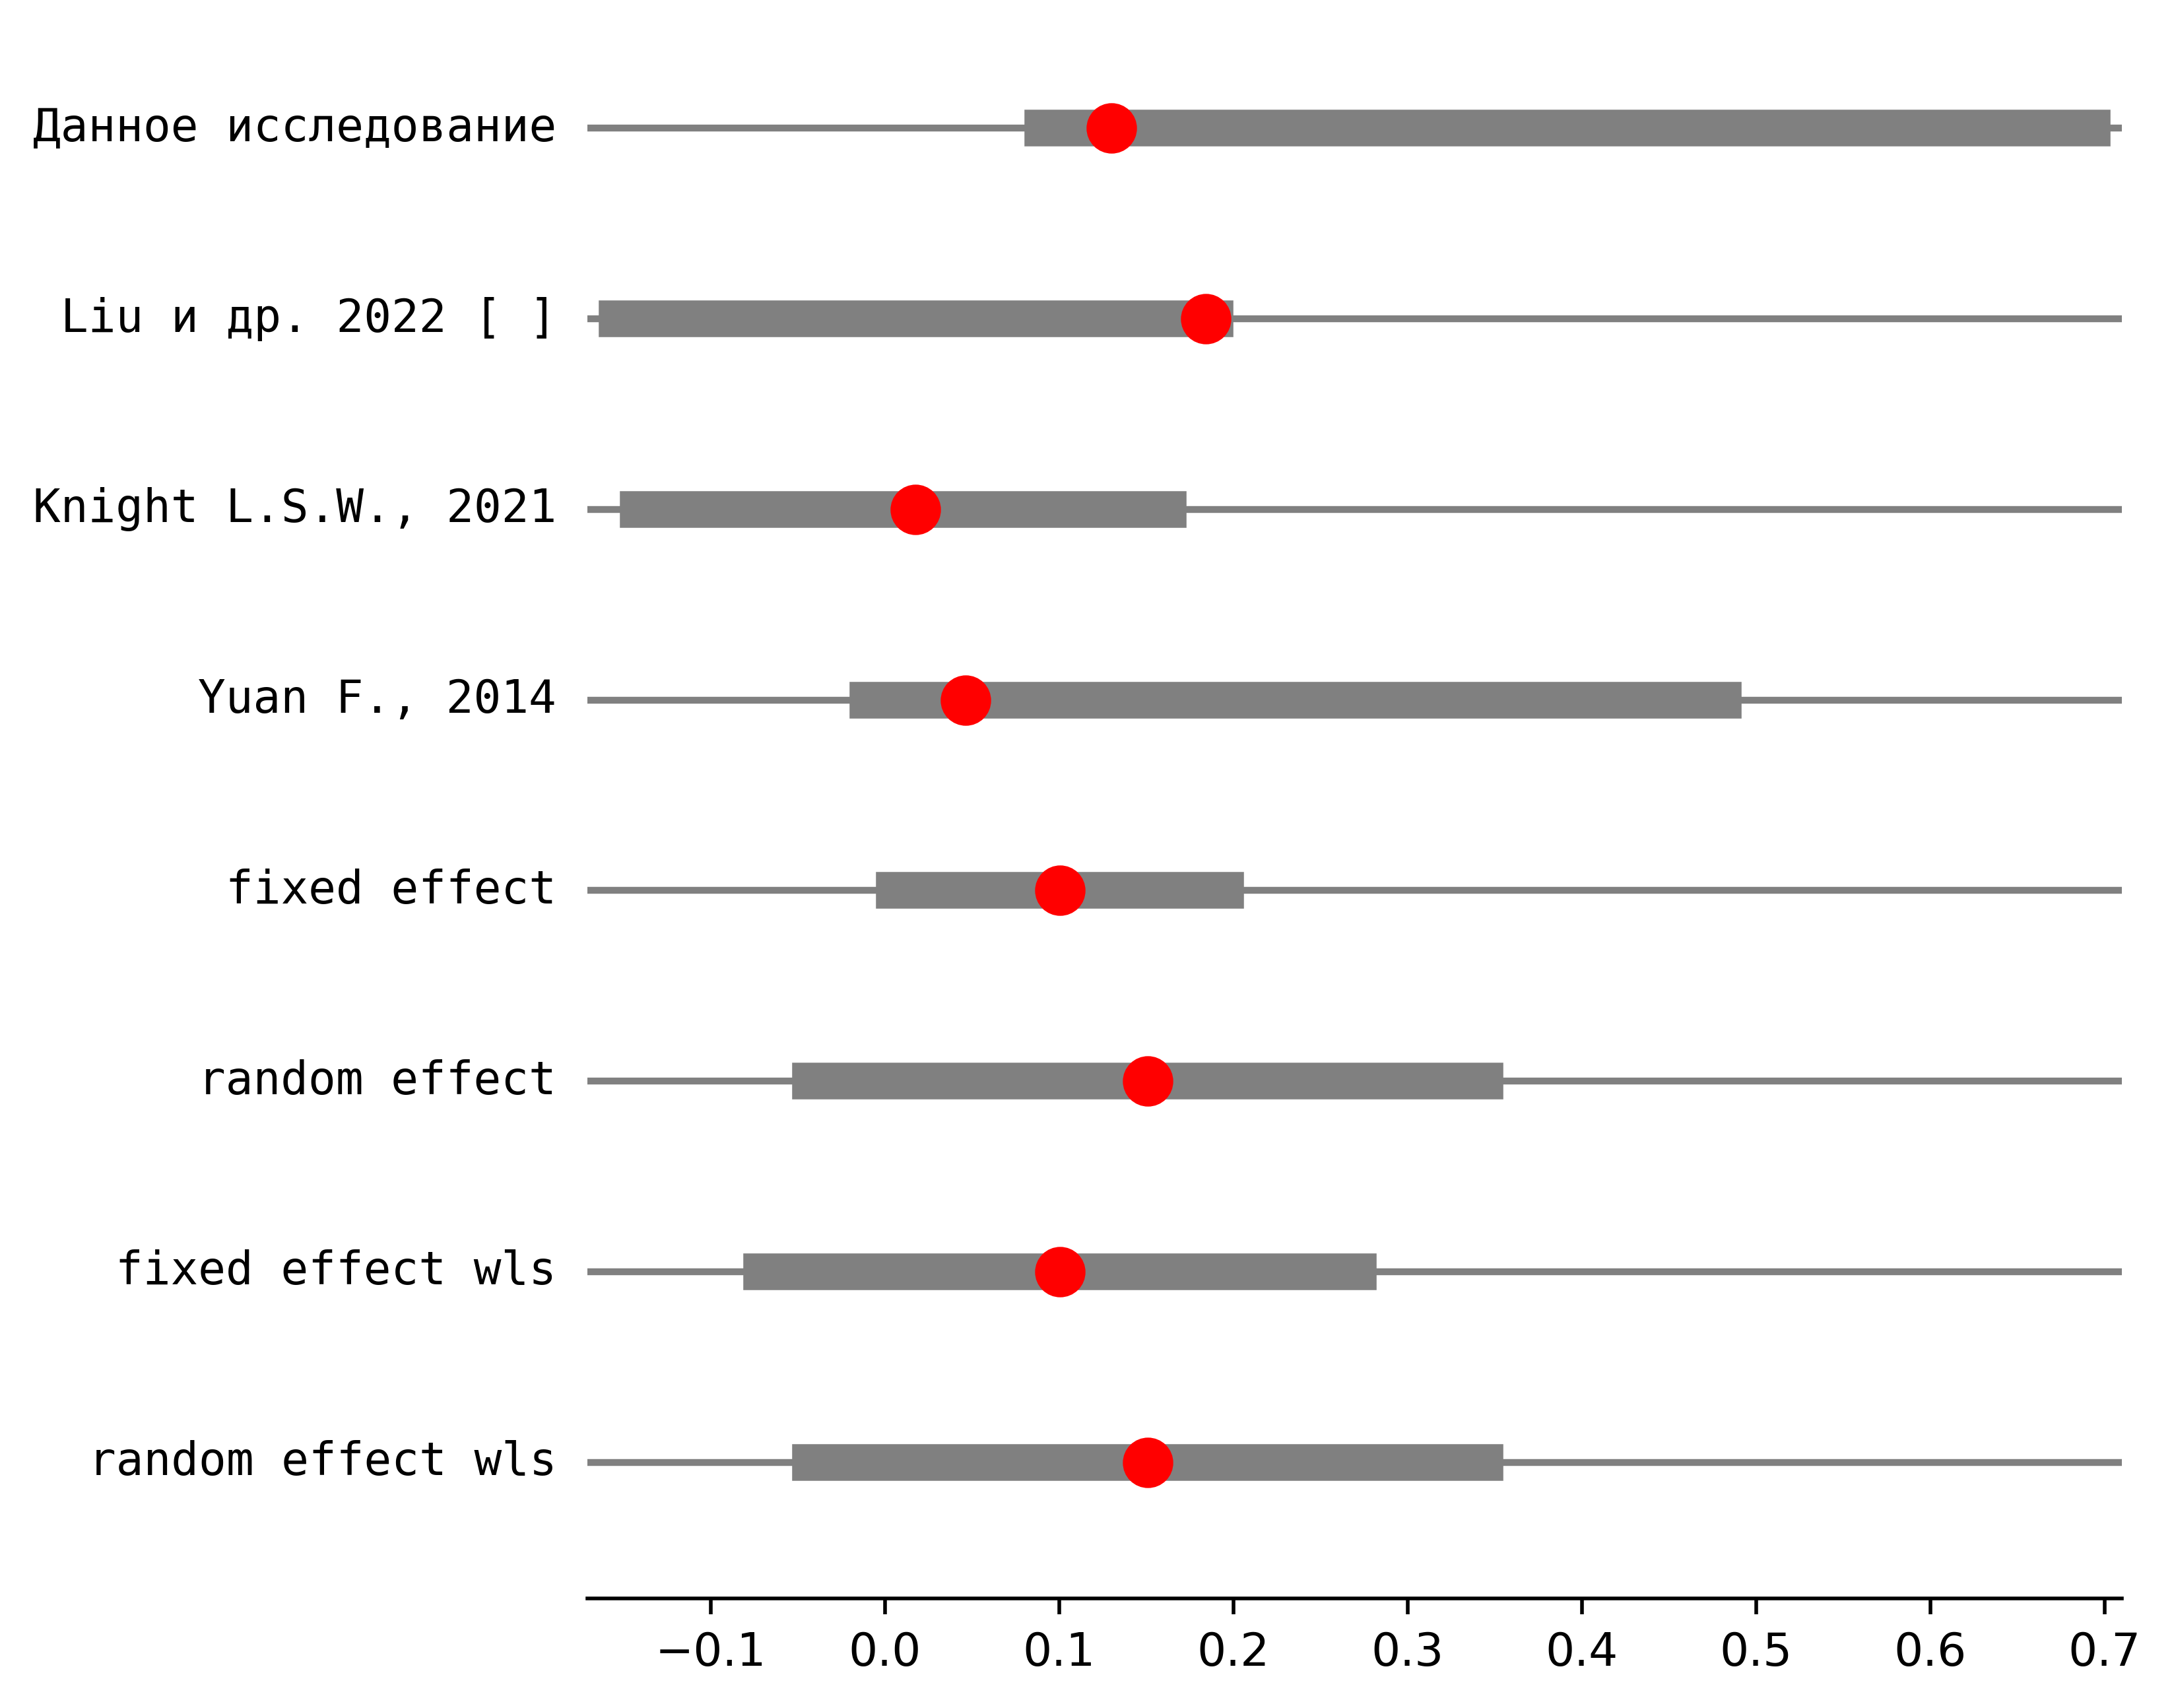 Данное исследование
Liu и др. 2022 [ ]
Knight L.S.W., 2021
Yuan F., 2014
fixed effect
random effect
fixed effect wls
random effect wls
−0.1 0.0 0.1 0.2 0.3 0.4 0.5 0.6 0.7